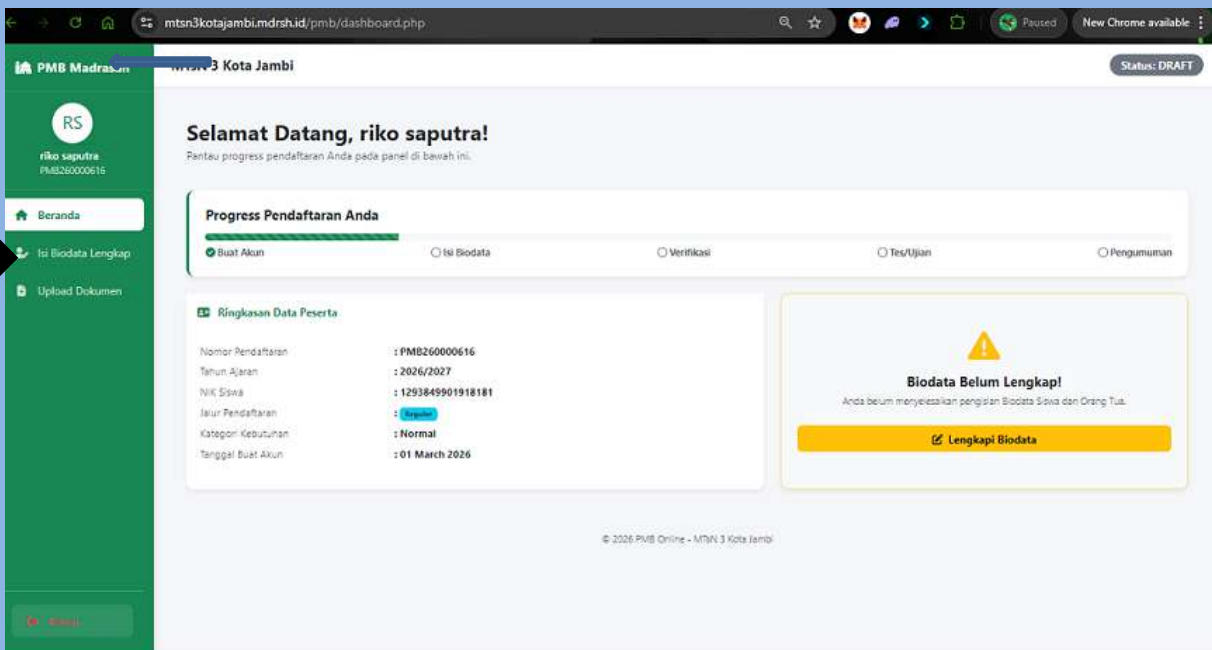 mtsn3kotajambi.mdrsh.id/pmb/dashboard.php
Paused
New Chrome available
PMB Madrasah
MTsN 3 Kota Jambi
Status: DRAFT
RS
riko saputra
PMB260000616
Beranda
Isi Biodata Lengkap
Upload Dokumen
Selamat Datang, riko saputra!
Pantau progress pendaftaran Anda pada panel di bawah ini.
Progress Pendaftaran Anda
Buat Akun
Isi Biodata
Verifikasi
Tes/Ujian
Pengumuman
Ringkasan Data Peserta
Nomor Pendaftaran : PMB260000616
Tahun Ajaran : 2026/2027
NIK Siswa : 1293849901918181
Jalur Pendaftaran : Reguler
Kategori Kebutuhan : Normal
Tanggal Buat Akun : 01 March 2026
Biodata Belum Lengkap!
Anda belum menyelesaikan pengisian Biodata Siswa dan Orang Tua.
Lengkapi Biodata
© 2026 PMB Online - MTsN 3 Kota Jambi